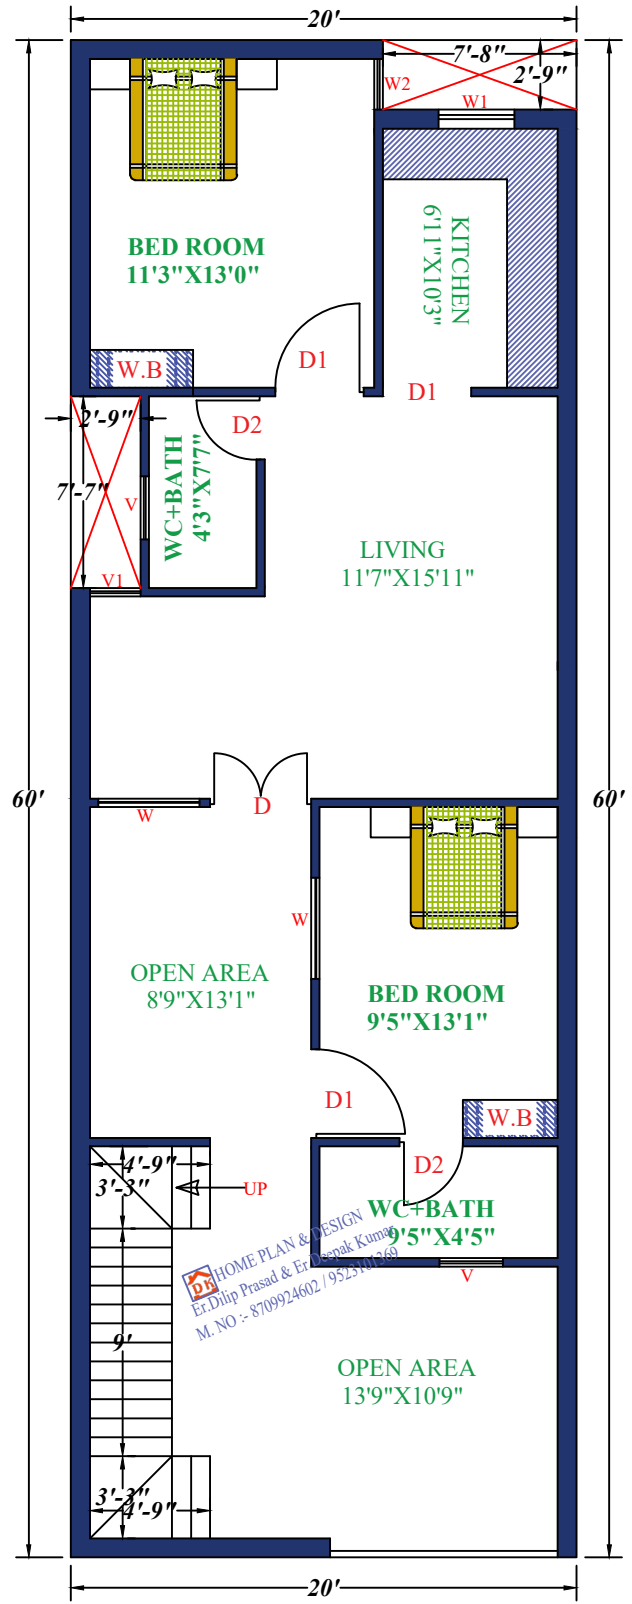 20'
7'-8"
2'-9"
W2
W1
BED ROOM
11'3"X13'0"
KITCHEN
6'11"X10'3"
W.B
D1
D1
2'-9"
D2
7'-7"
V
WC+BATH
4'3"X7'7"
V1
LIVING
11'7"X15'11"
60'
60'
W
D
W
OPEN AREA
8'9"X13'1"
BED ROOM
9'5"X13'1"
D1
W.B
4'-9"
3'-3"
UP
D2
WC+BATH
9'5"X4'5"
V
DK
HOME PLAN & DESIGN
Er.Dilip Prasad & Er Deepak Kumar
M. NO :- 8709924602 / 9523101369
9'
OPEN AREA
13'9"X10'9"
3'-3"
4'-9"
20'